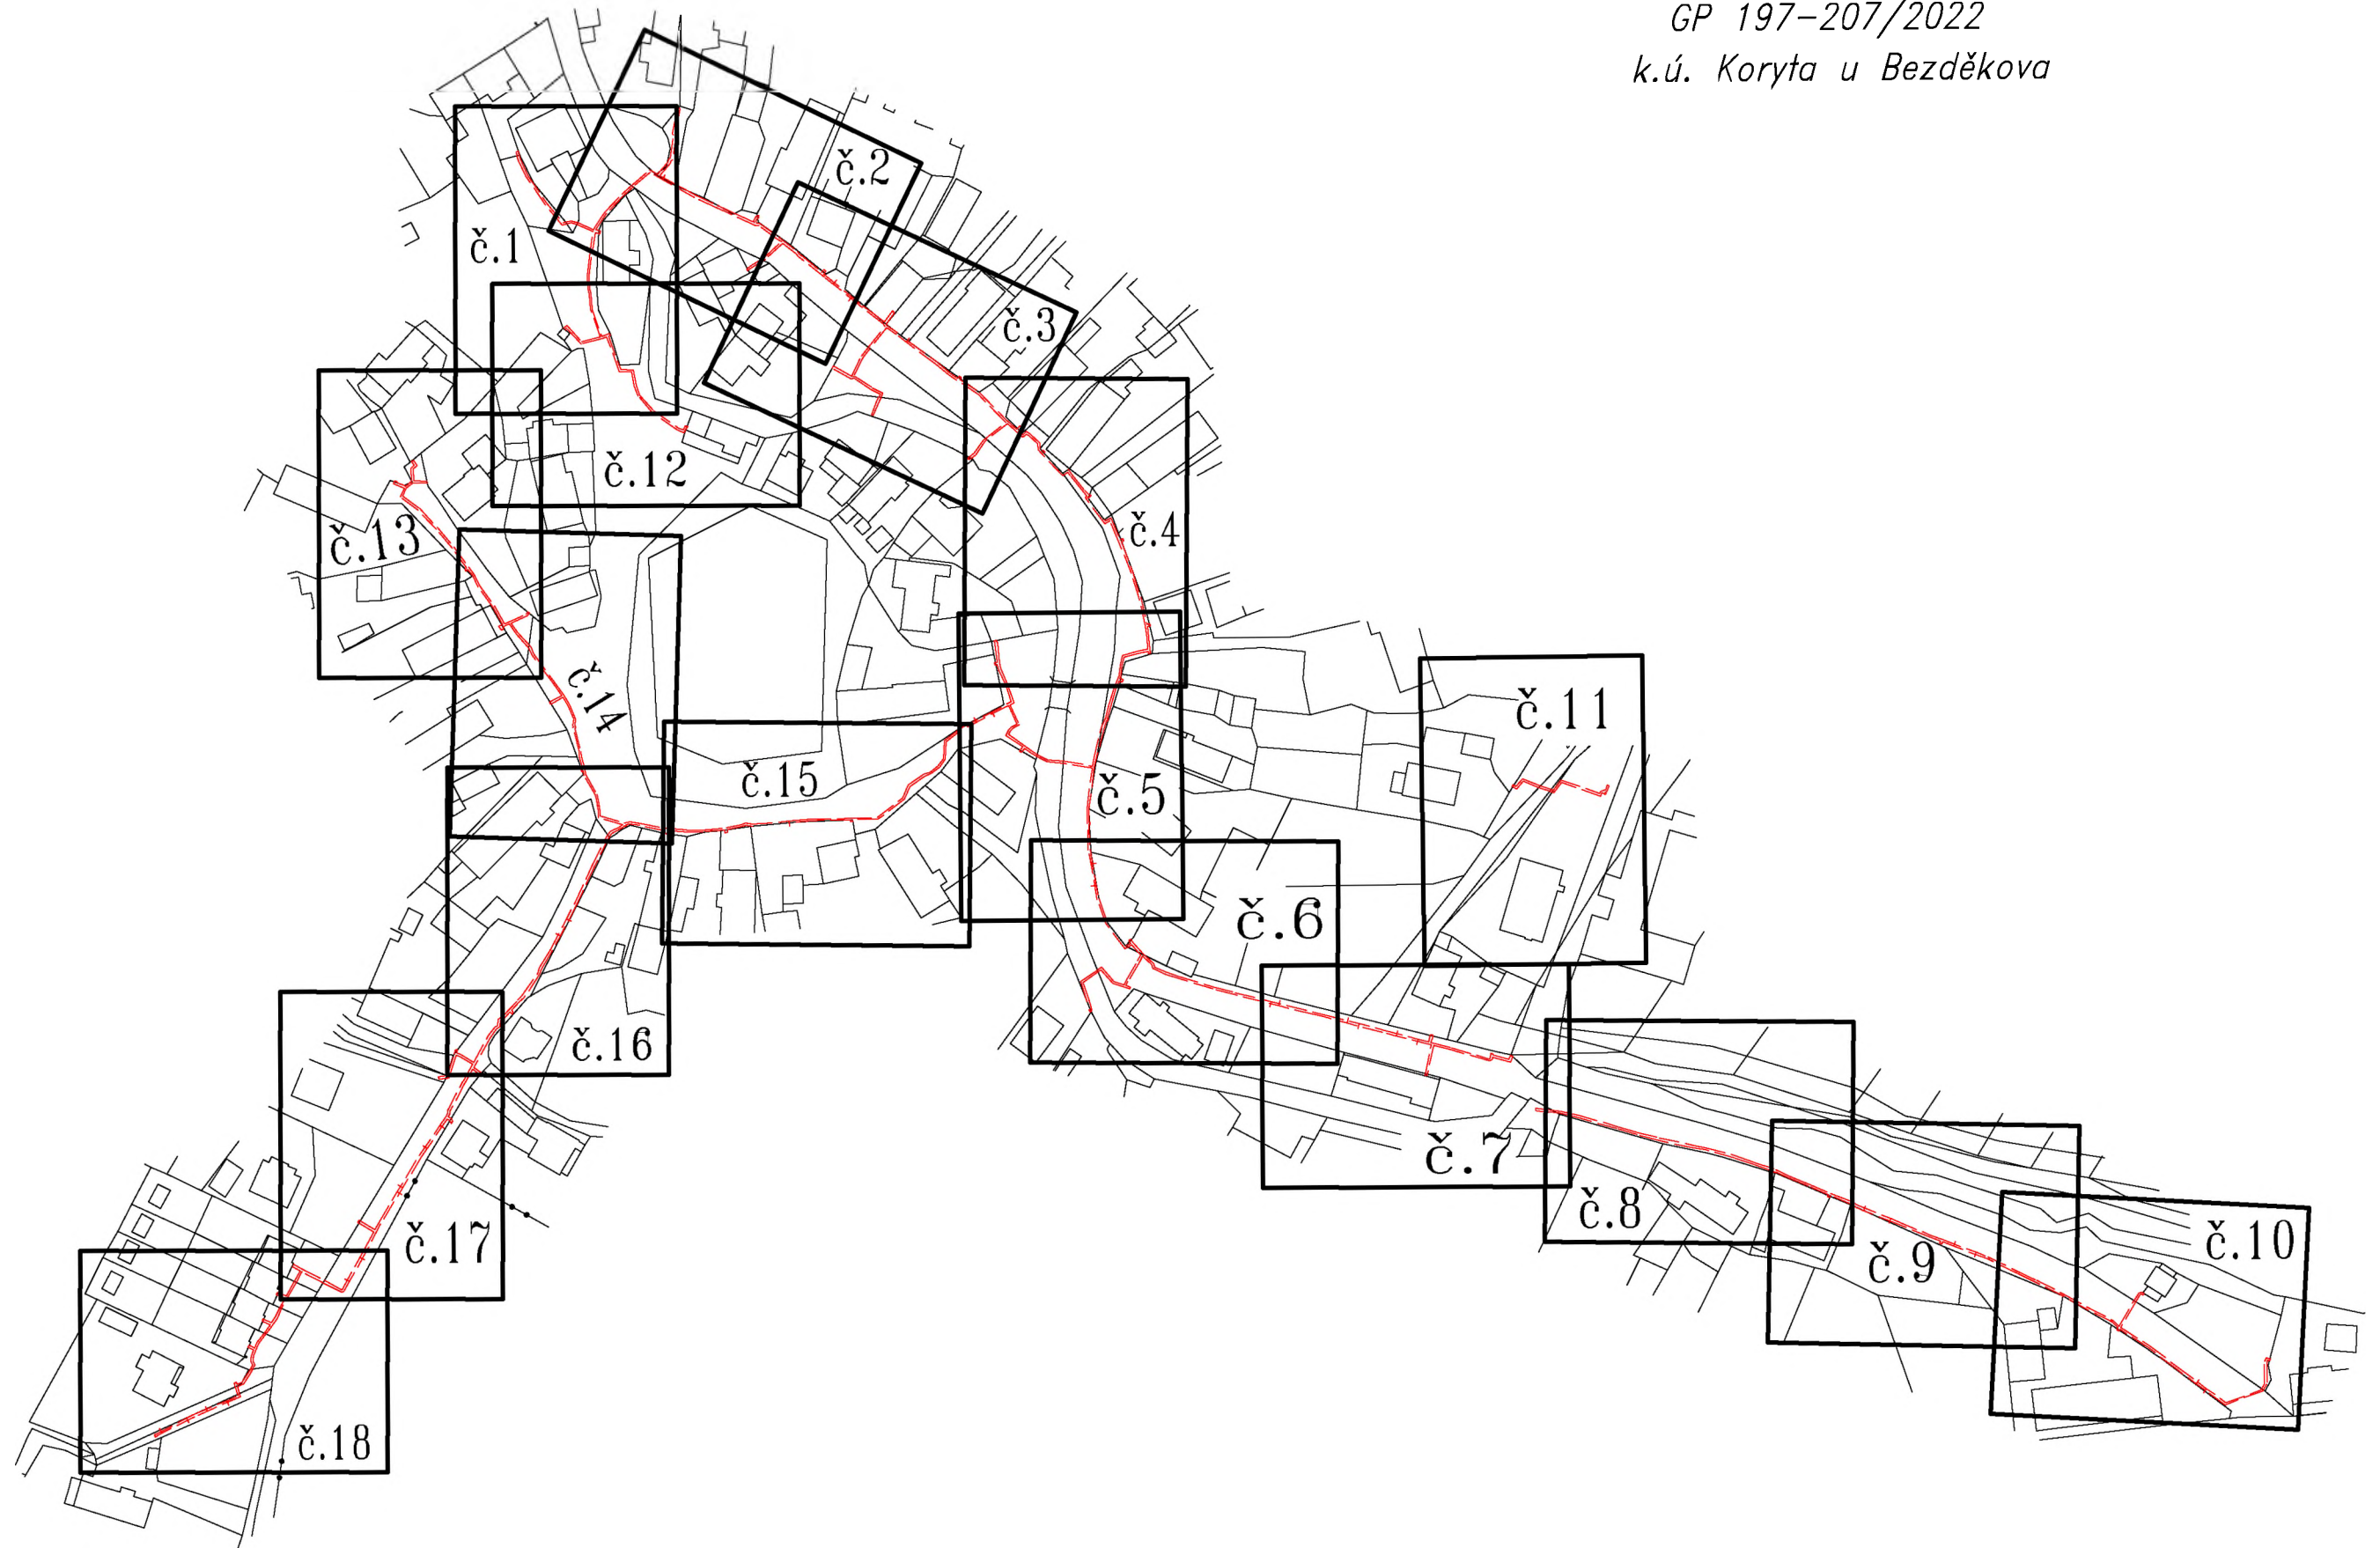 GP 197-207/2022
k.ú. Koryta u Bezděkova
č.2
č.1
č.3
č.12
č.13
č.4
č.14
č.11
č.15
č.5
č.6
č.16
č.7
č.8
č.17
č.9
č.10
č.18